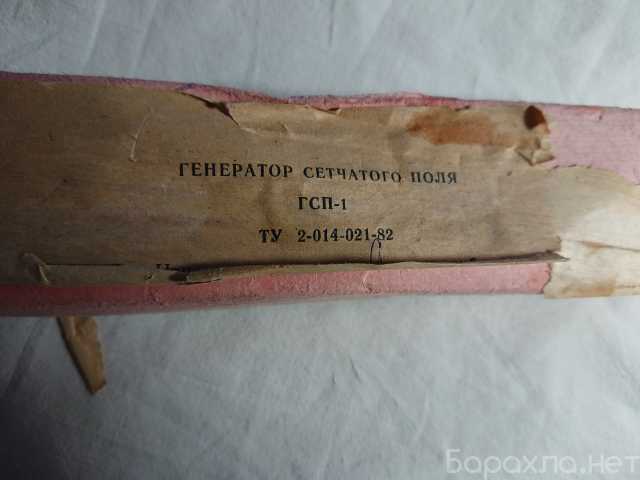 ГЕНЕРАТОР СЕТЧАТОГО ПОЛЯ
ГСП-1
ТУ 2-014-021-82
Барахла.нет